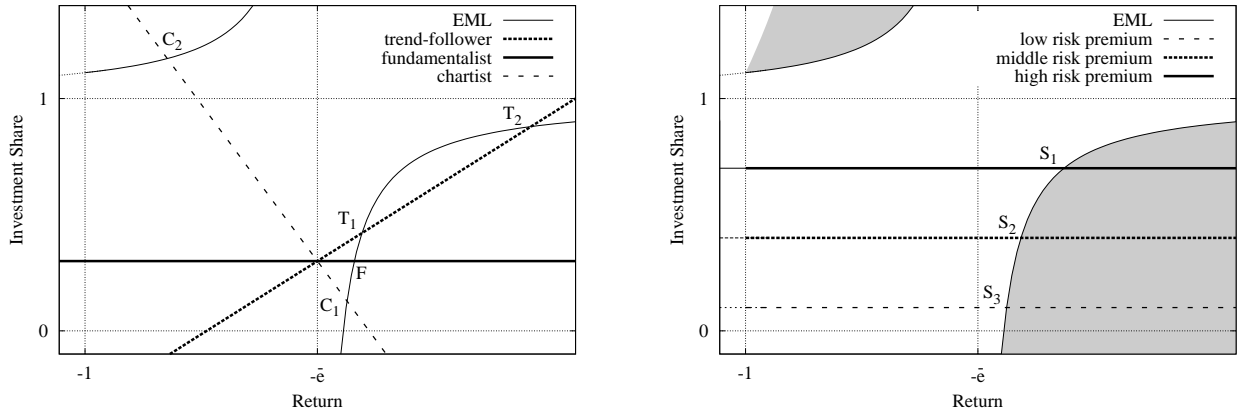 EML
trend-follower
fundamentalist
chartist
C2
T2
T1
F
C1
1
0
Investment Share
-1
-ē
Return
EML
low risk premium
middle risk premium
high risk premium
S1
S2
S3
1
0
Investment Share
-1
-ē
Return